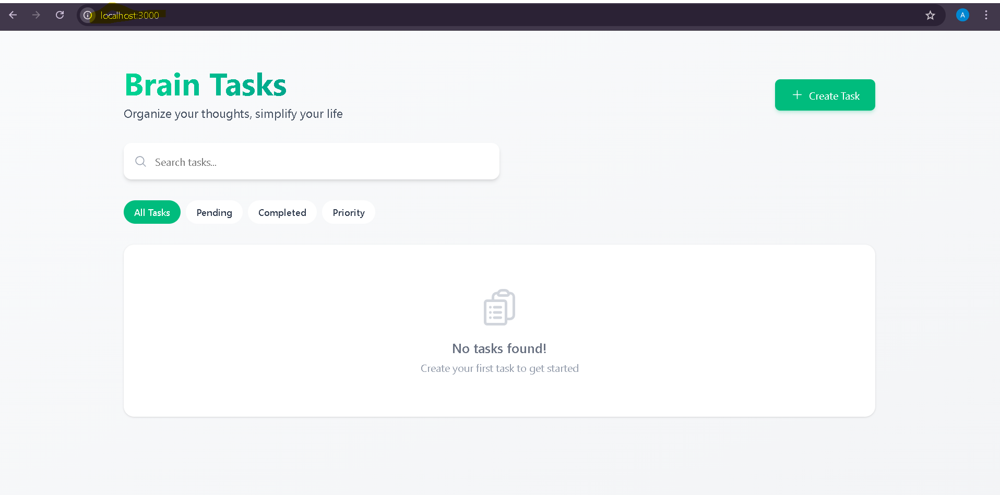 localhost:3000
A
Brain Tasks
Organize your thoughts, simplify your life
+ Create Task
Search tasks...
All Tasks
Pending
Completed
Priority
No tasks found!
Create your first task to get started